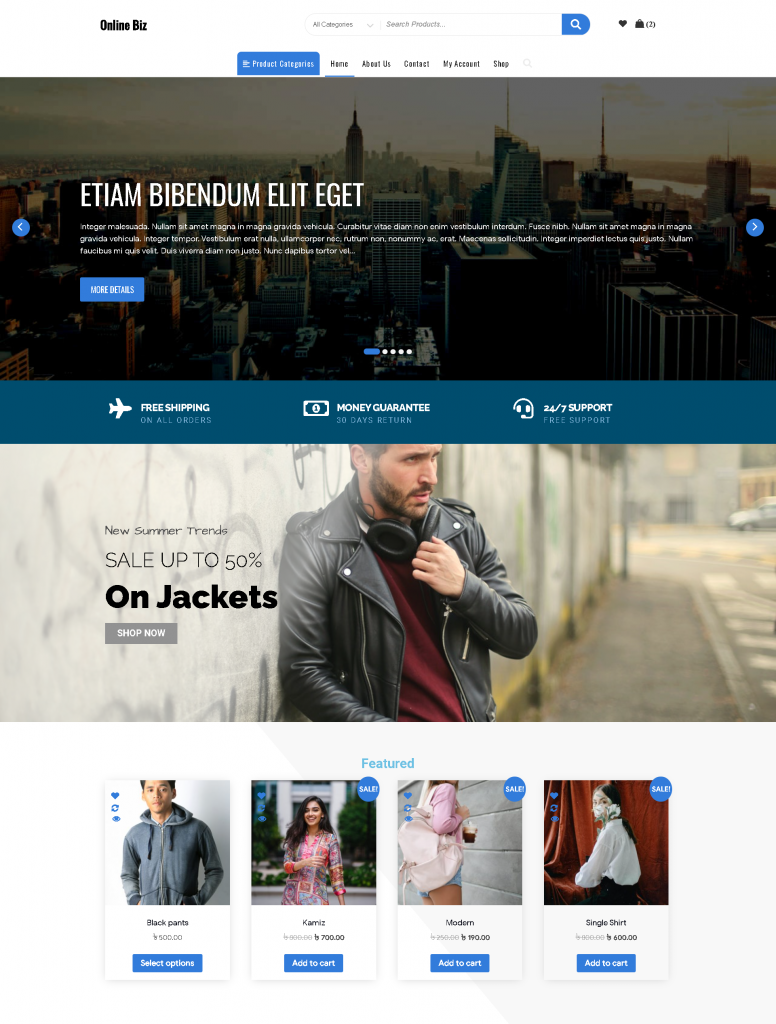 Online Biz
All Categories
Search Products...
(2)
Product Categories
Home
About Us
Contact
My Account
Shop
ETIAM BIBENDUM ELIT EGET
Integer malesuada. Nullam sit amet magna in magna gravida vehicula. Curabitur vitae diam non enim vestibulum interdum. Fusce nibh. Nullam sit amet magna in magna
gravida vehicula. Integer tempor. Vestibulum erat nulla, ullamcorper nec, rutrum non, nonummy ac, erat. Maecenas sollicitudin. Integer imperdiet lectus quis justo. Nullam
faucibus mi quis velit. Duis viverra diam non justo. Nunc dapibus tortor vel...
MORE DETAILS
FREE SHIPPING
ON ALL ORDERS
MONEY GUARANTEE
30 DAYS RETURN
24/7 SUPPORT
FREE SUPPORT
New Summer Trends
SALE UP TO 50%
On Jackets
SHOP NOW
Featured
Black pants
৳ 500.00
Select options
SALE!
Kamiz
৳ 800.00 ৳ 700.00
Add to cart
SALE!
Modern
৳ 250.00 ৳ 190.00
Add to cart
SALE!
Single Shirt
৳ 800.00 ৳ 600.00
Add to cart